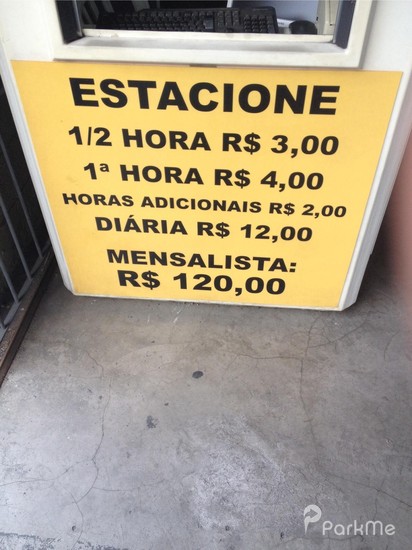 ESTACIONE
1/2 HORA R$ 3,00
1ª HORA R$ 4,00
HORAS ADICIONAIS R$ 2,00
DIÁRIA R$ 12,00
MENSALISTA:
R$ 120,00
ParkMe